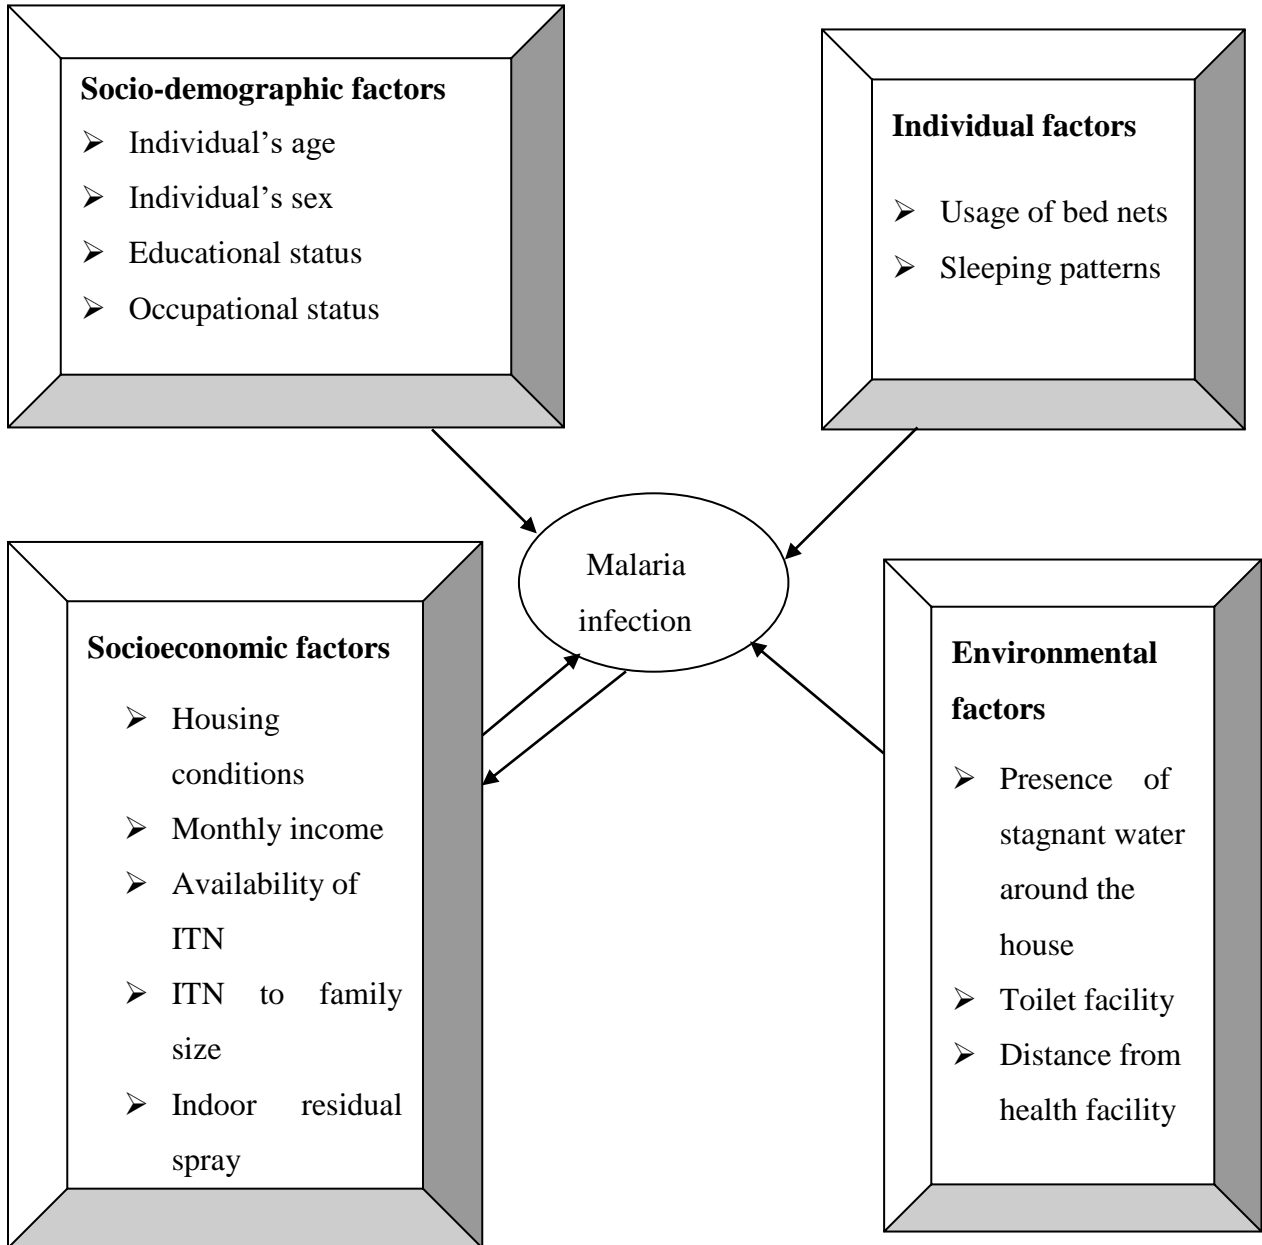 Socio-demographic factors
➢ Individual’s age
➢ Individual’s sex
➢ Educational status
➢ Occupational status
Individual factors
➢ Usage of bed nets
➢ Sleeping patterns
Malaria
infection
Socioeconomic factors
➢ Housing
conditions
➢ Monthly income
➢ Availability of
ITN
➢ ITN to family
size
➢ Indoor residual
spray
Environmental
factors
➢ Presence of
stagnant water
around the
house
➢ Toilet facility
➢ Distance from
health facility